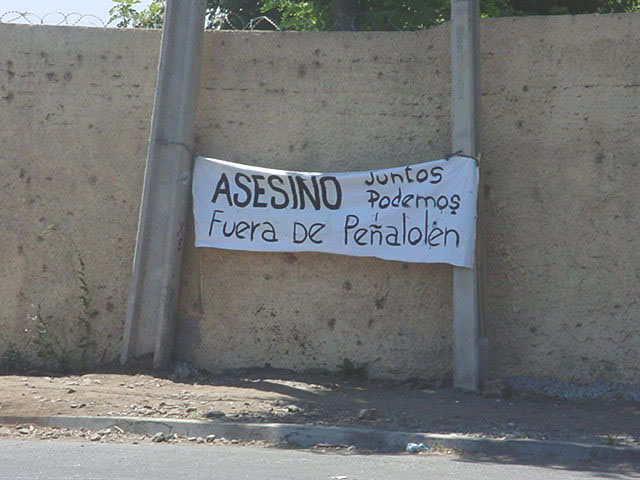 ASESINO Juntos
Podemos
Fuera de Peñalolén